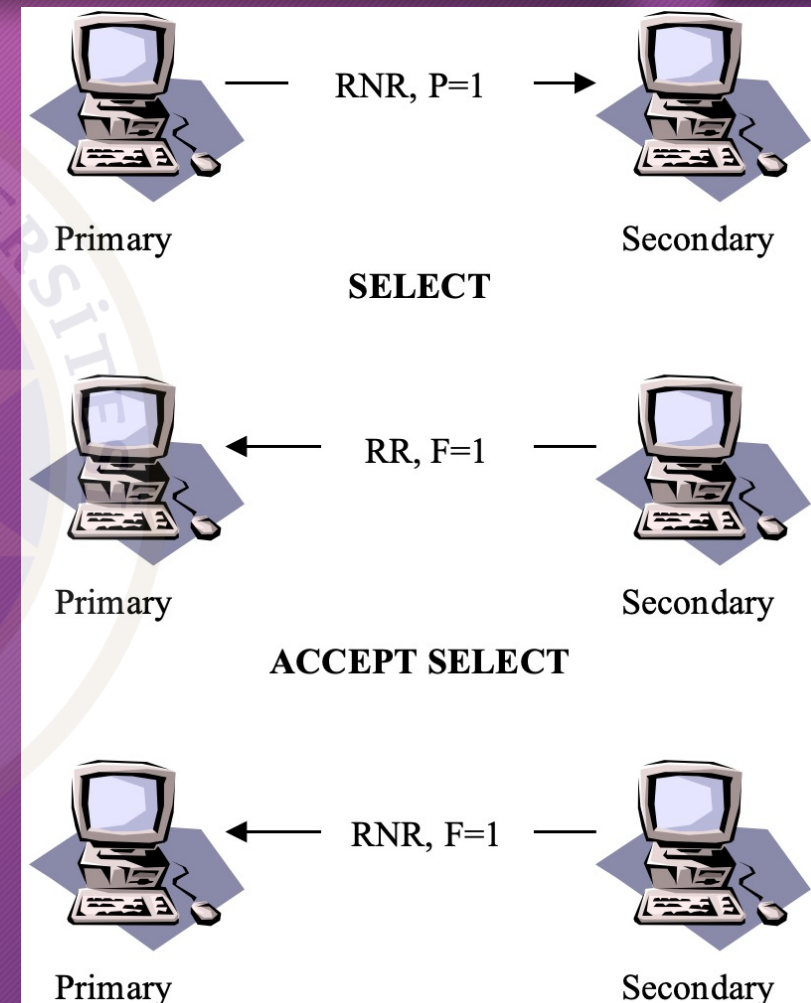 RNR, P=1
Primary Secondary
SELECT
RR, F=1
Primary Secondary
ACCEPT SELECT
RNR, F=1
Primary Secondary